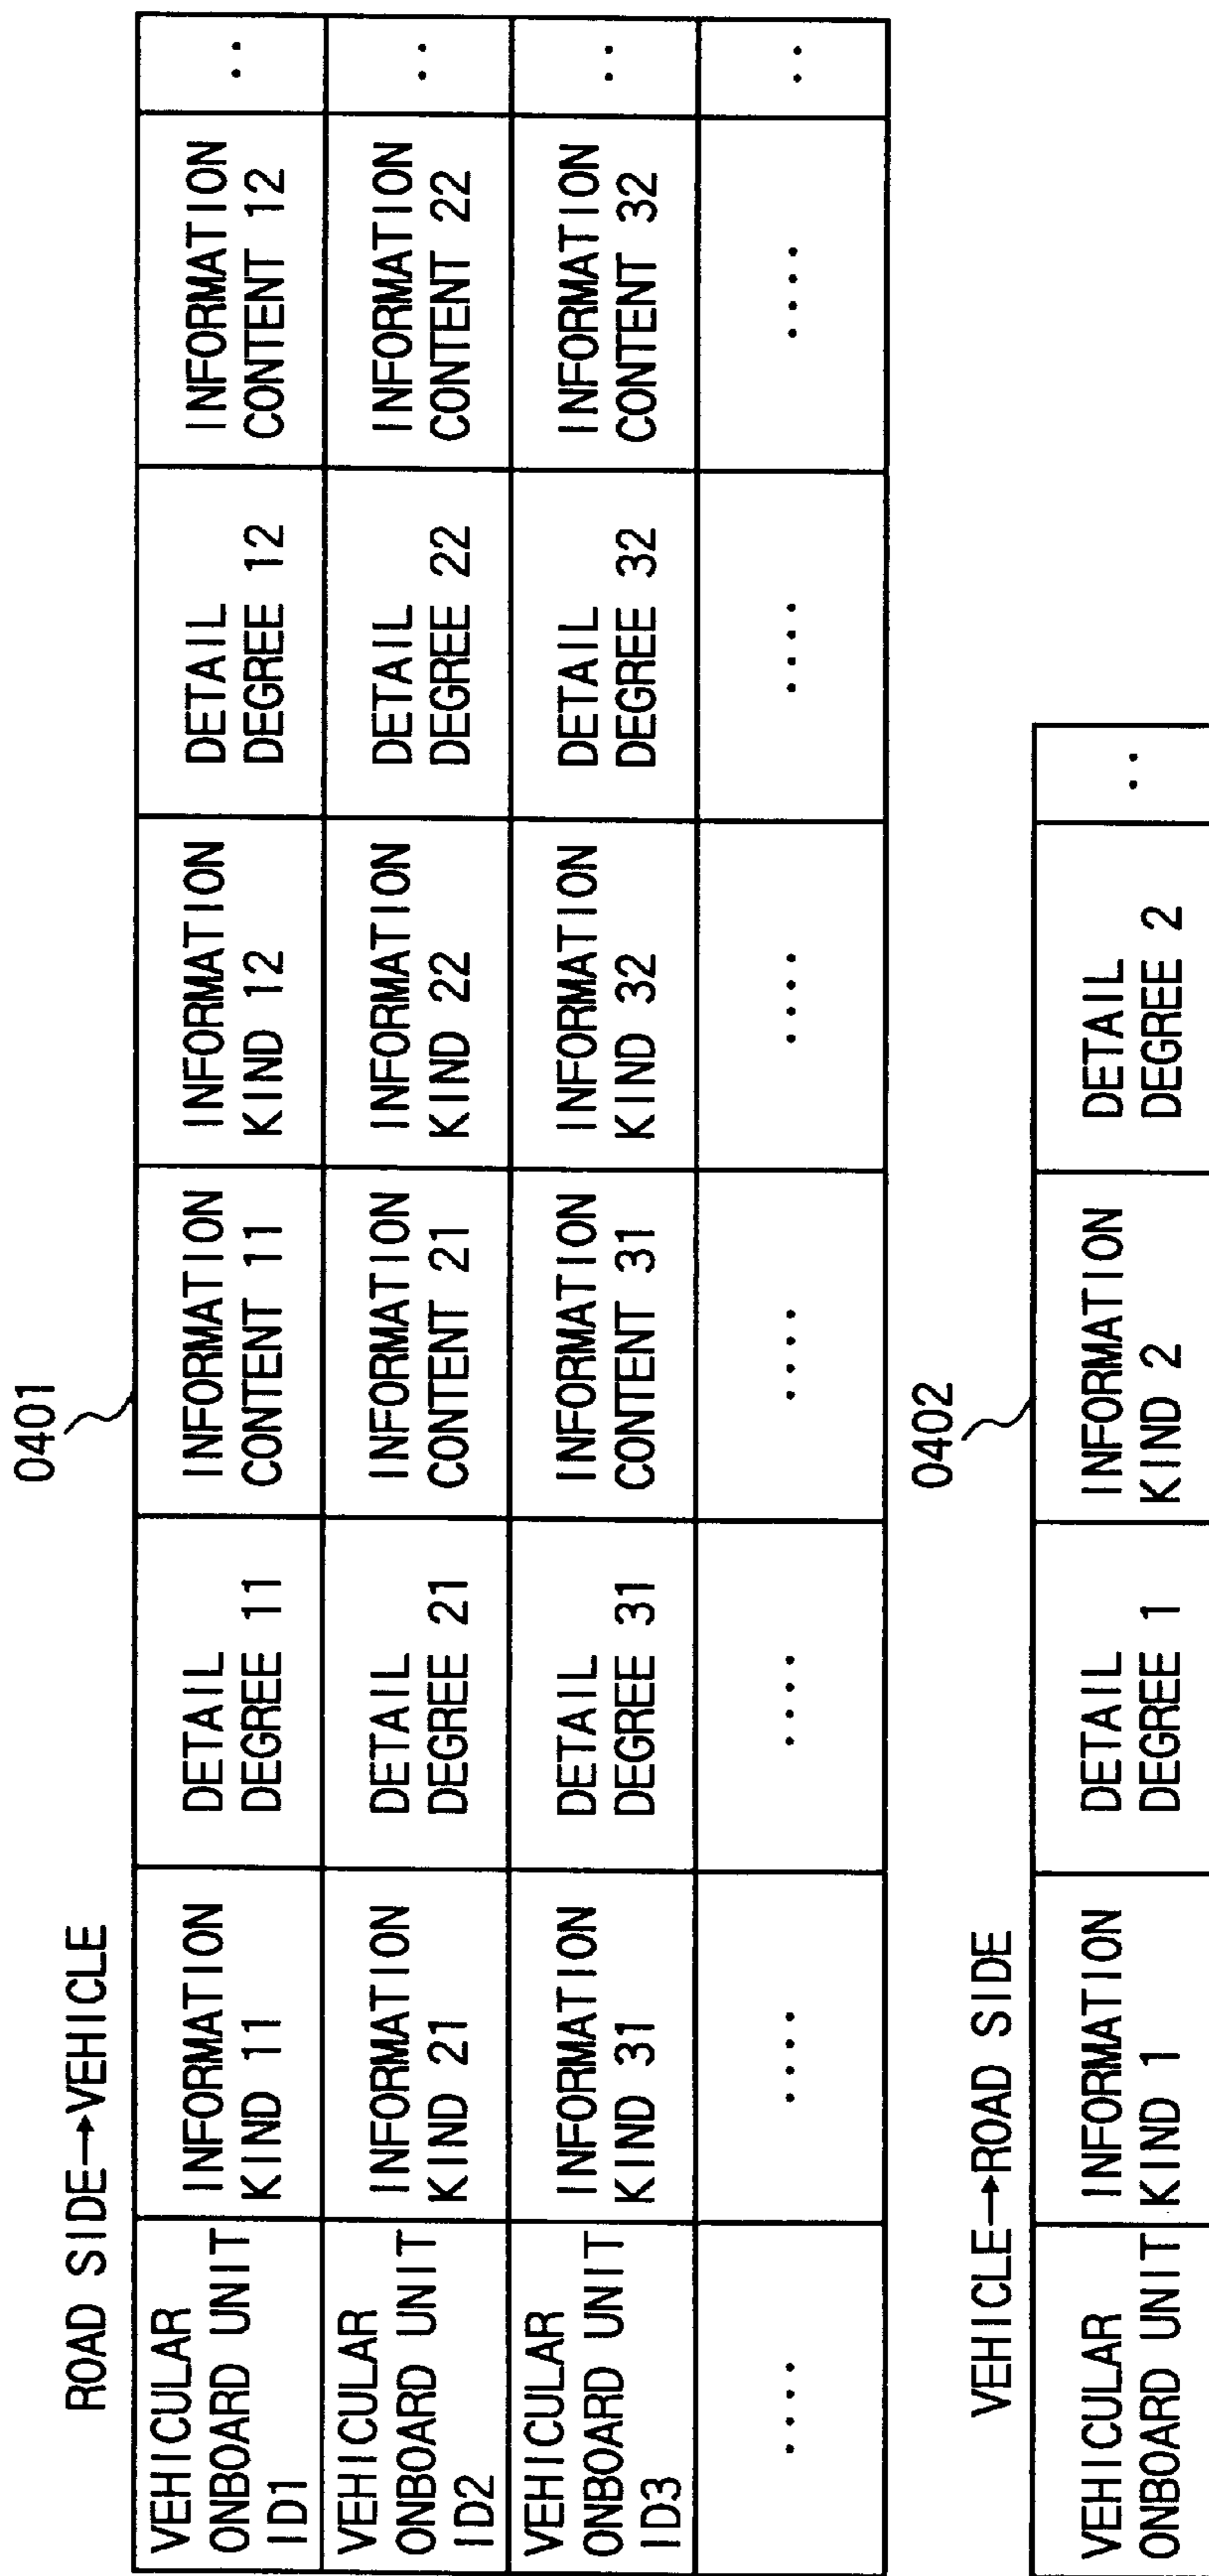 0401
ROAD SIDE→VEHICLE
VEHICULAR
ONBOARD UNIT
ID1
INFORMATION
KIND 11
DETAIL
DEGREE 11
INFORMATION
CONTENT 11
INFORMATION
KIND 12
DETAIL
DEGREE 12
INFORMATION
CONTENT 12
..
VEHICULAR
ONBOARD UNIT
ID2
INFORMATION
KIND 21
DETAIL
DEGREE 21
INFORMATION
CONTENT 21
INFORMATION
KIND 22
DETAIL
DEGREE 22
INFORMATION
CONTENT 22
..
VEHICULAR
ONBOARD UNIT
ID3
INFORMATION
KIND 31
DETAIL
DEGREE 31
INFORMATION
CONTENT 31
INFORMATION
KIND 32
DETAIL
DEGREE 32
INFORMATION
CONTENT 32
..
....
....
....
....
....
....
....
..
0402
VEHICLE→ROAD SIDE
VEHICULAR
ONBOARD UNIT
INFORMATION
KIND 1
DETAIL
DEGREE 1
INFORMATION
KIND 2
DETAIL
DEGREE 2
..